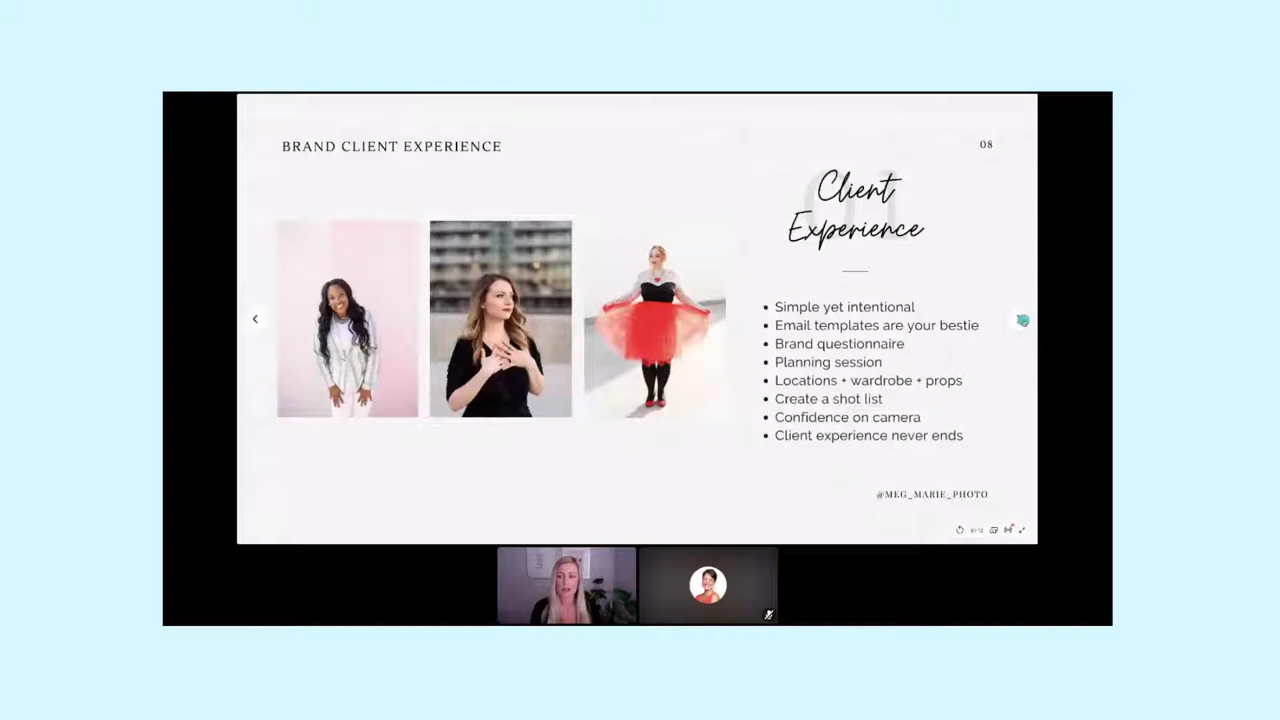 BRAND CLIENT EXPERIENCE
08
01
Client
Experience
• Simple yet intentional
• Email templates are your bestie
• Brand questionnaire
• Planning session
• Locations + wardrobe + props
• Create a shot list
• Confidence on camera
• Client experience never ends
@MEG_MARIE_PHOTO